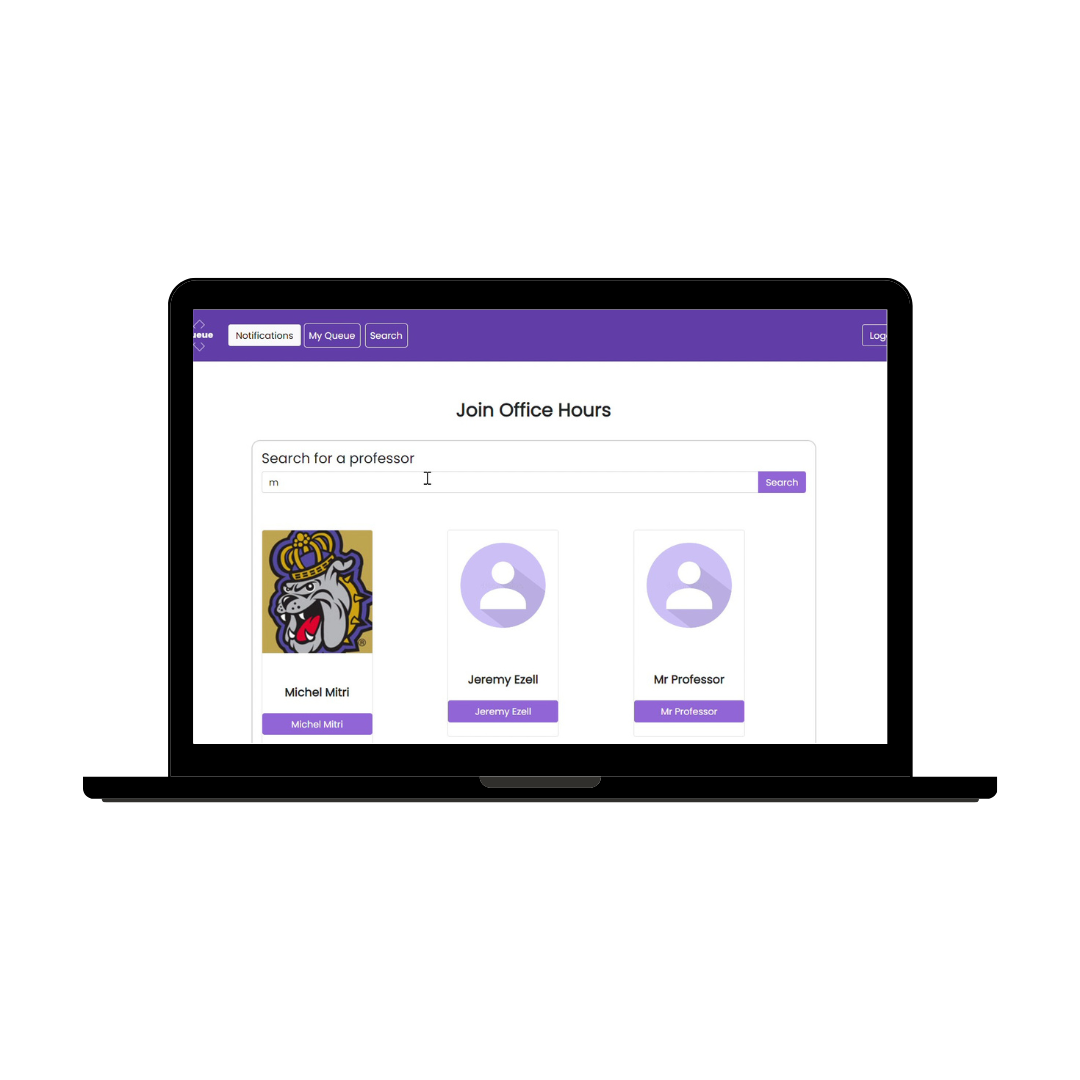 ueue
Notifications My Queue Search Log
Join Office Hours
Search for a professor
m Search
Michel Mitri
Michel Mitri
Jeremy Ezell
Jeremy Ezell
Mr Professor
Mr Professor